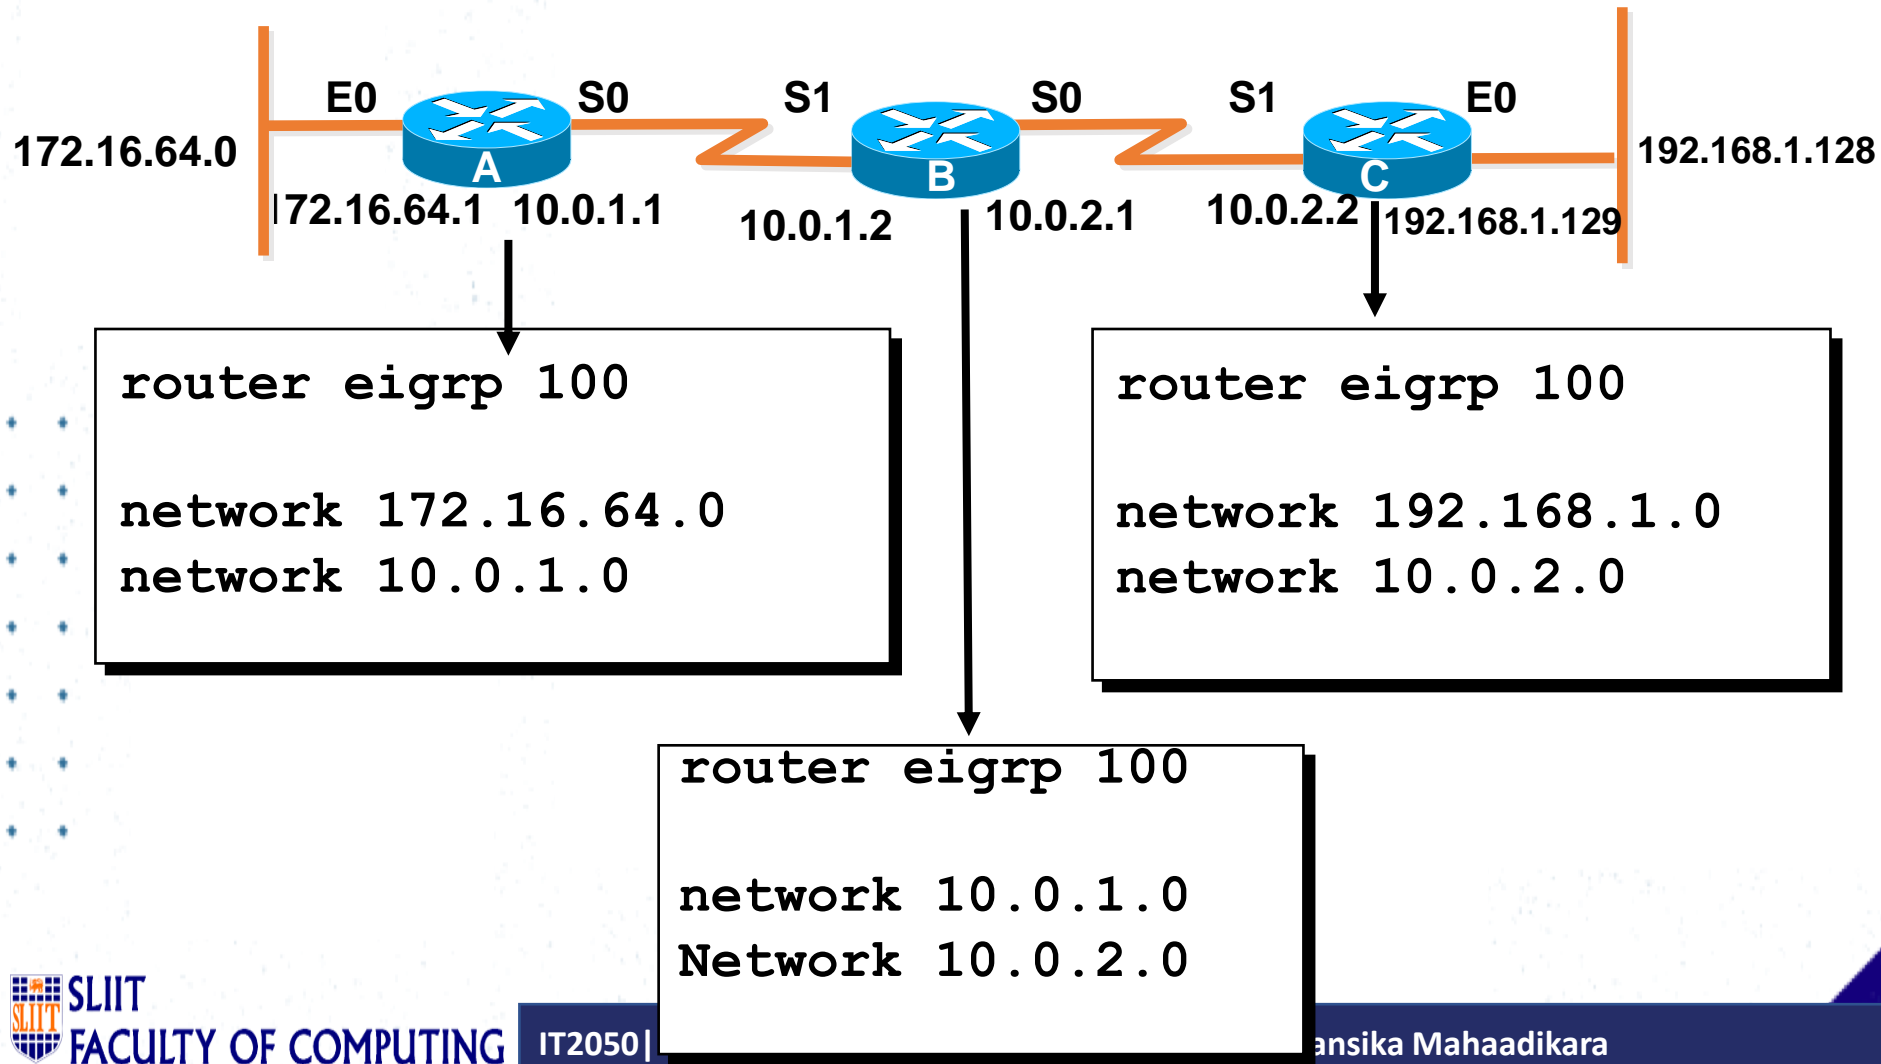 E0 S0 S1 S0 S1 E0
172.16.64.0 A B C 192.168.1.128
172.16.64.1 10.0.1.1 10.0.1.2 10.0.2.1 10.0.2.2 192.168.1.129
router eigrp 100
network 172.16.64.0
network 10.0.1.0
router eigrp 100
network 192.168.1.0
network 10.0.2.0
router eigrp 100
network 10.0.1.0
Network 10.0.2.0
SLIIT
SLIIT
FACULTY OF COMPUTING
IT2050| ansika Mahaadikara